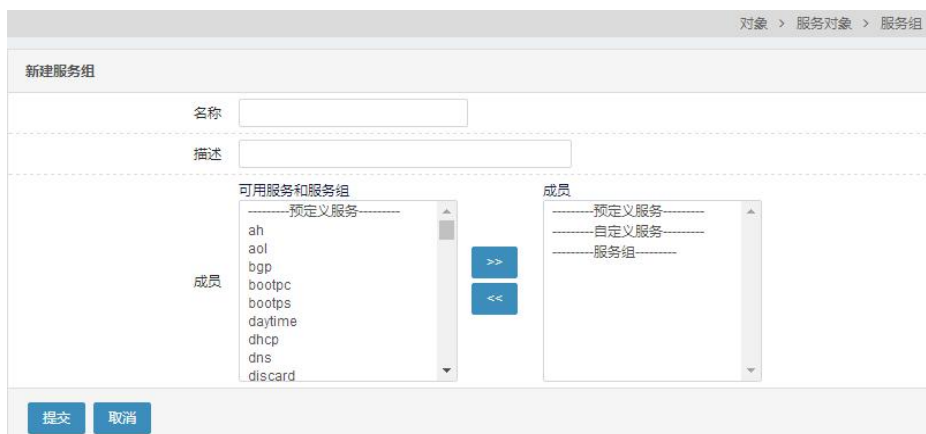 对象 > 服务对象 > 服务组
新建服务组
名称
描述
成员
可用服务和服务组
---------预定义服务---------
ah
aol
bgp
bootpc
bootps
daytime
dhcp
dns
discard
>>
<<
成员
---------预定义服务---------
---------自定义服务---------
---------服务组---------
提交
取消